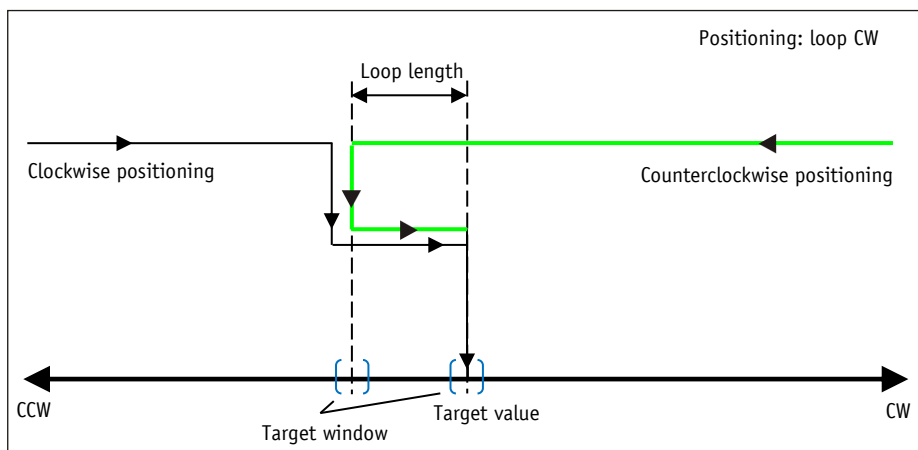 Positioning: loop CW
Loop length
Clockwise positioning
Counterclockwise positioning
CCW
Target window
Target value
CW